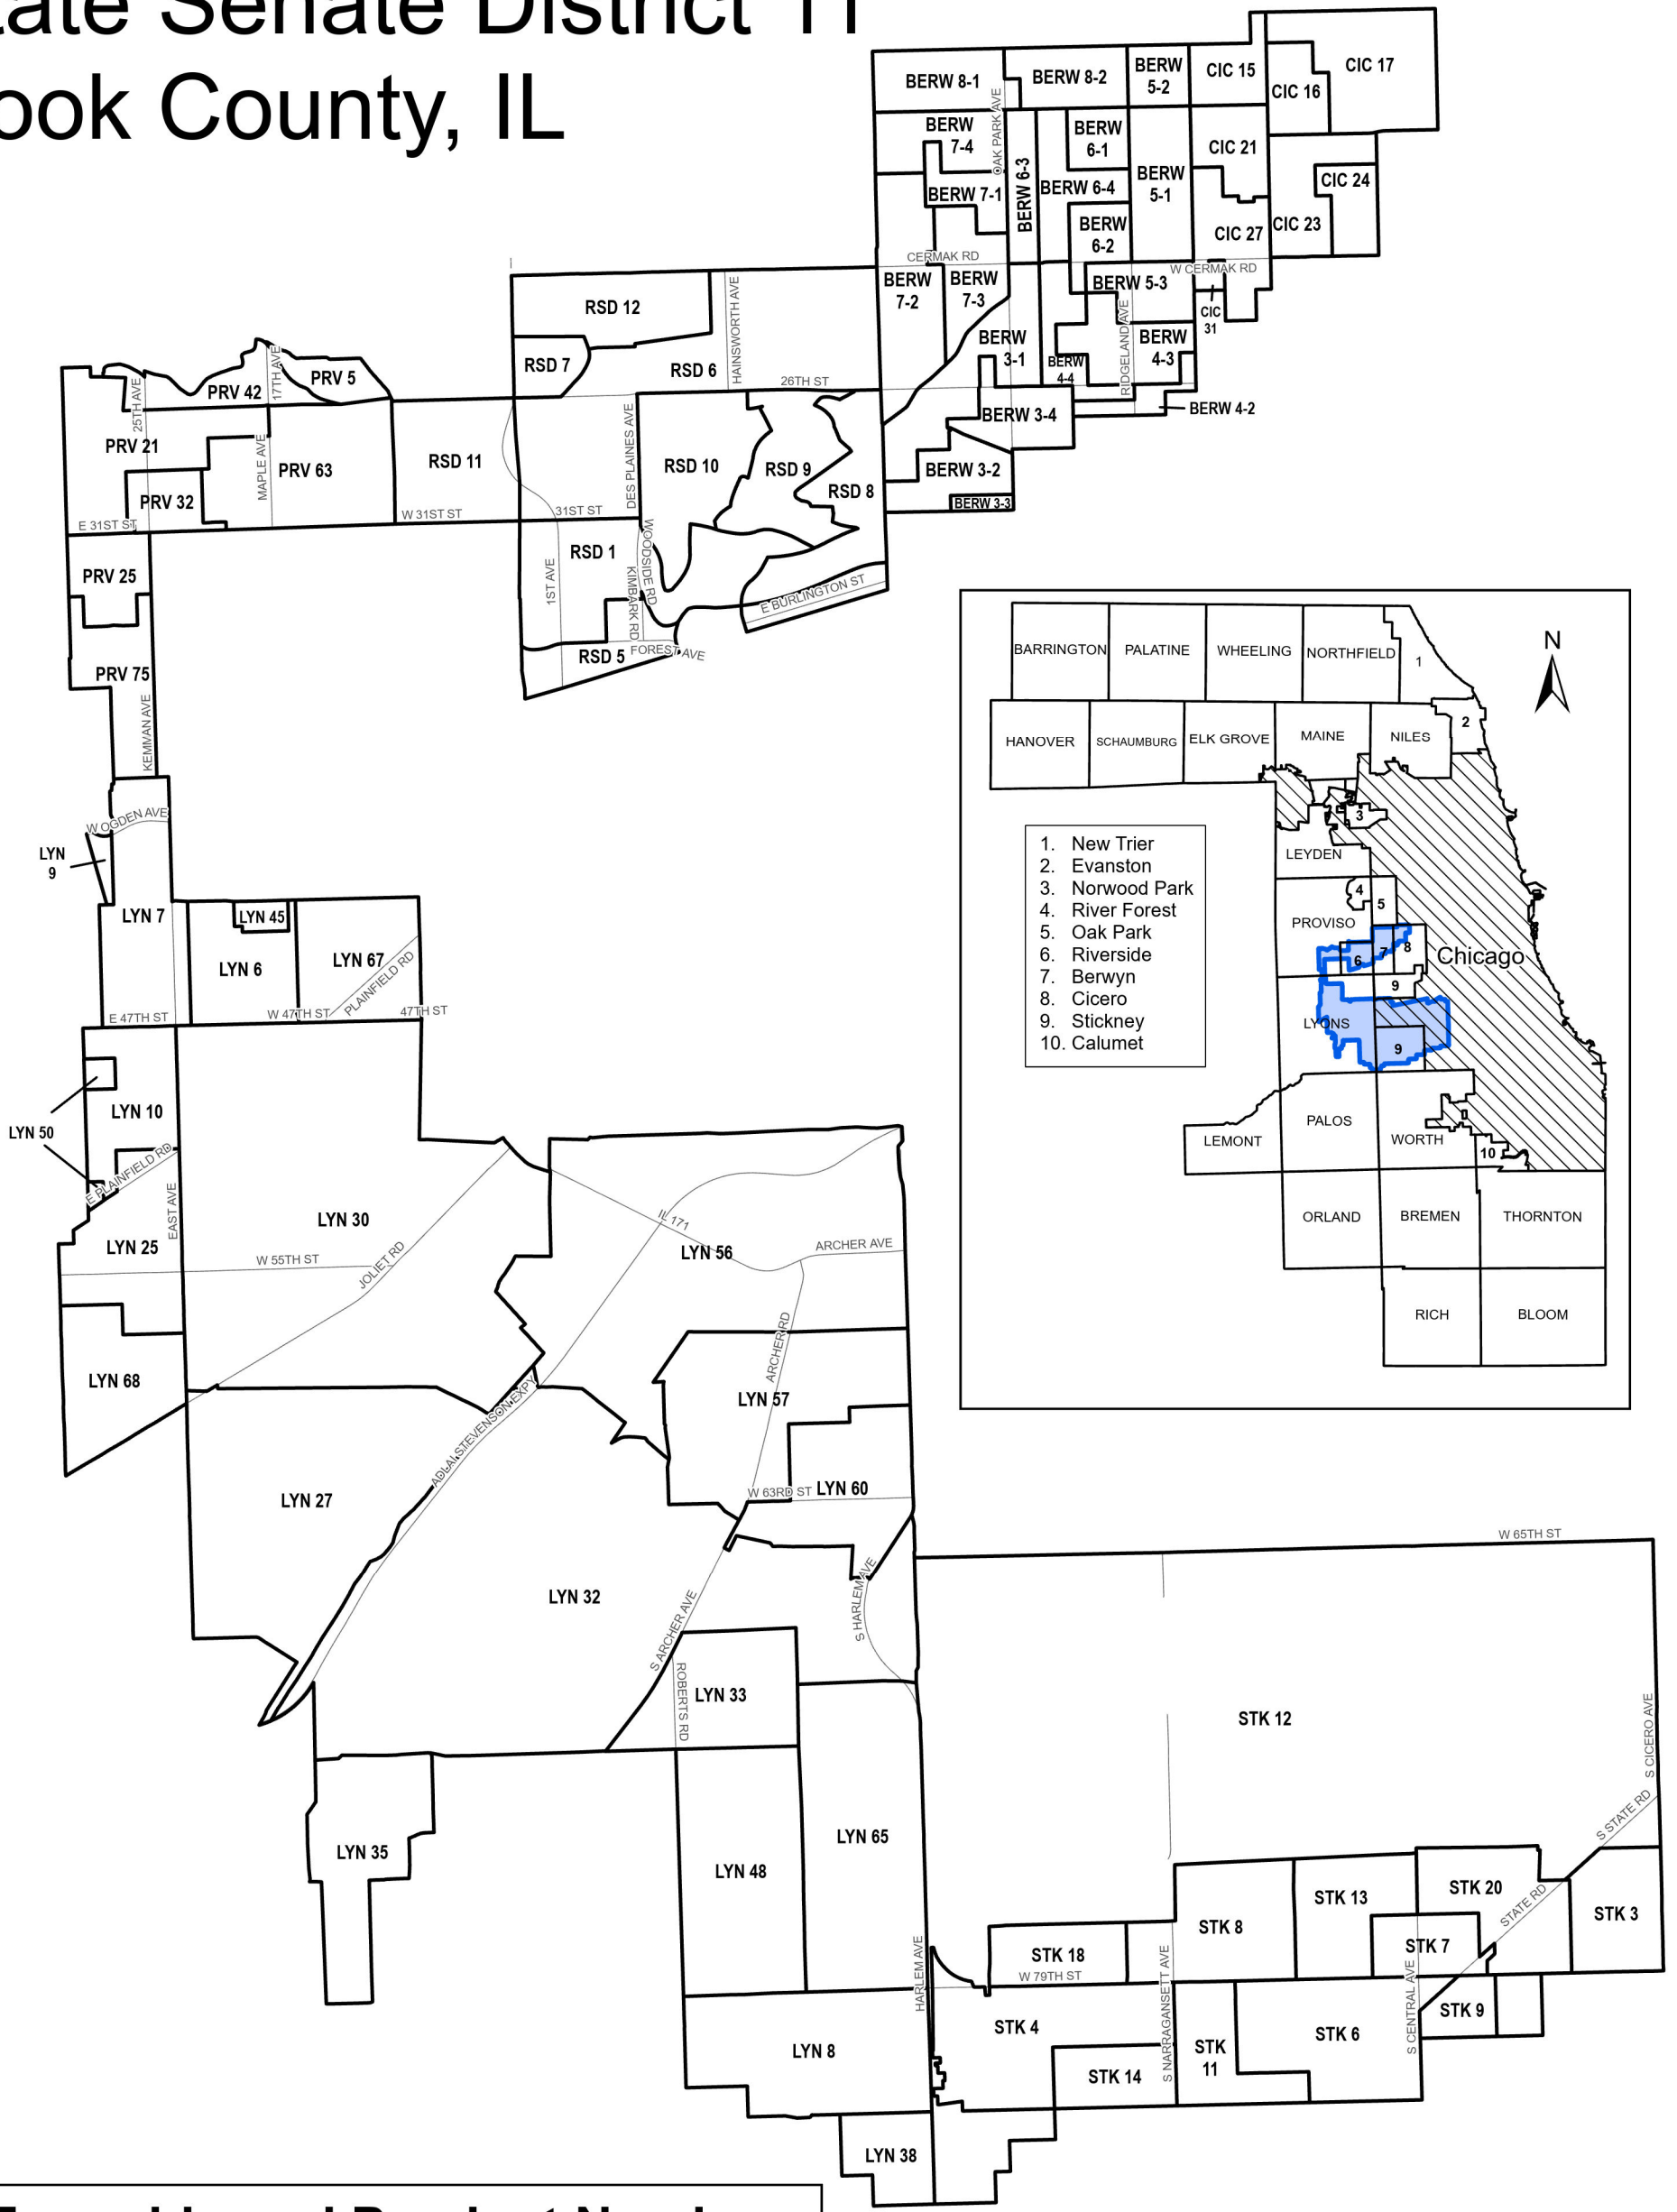 tate Senate District 11
ook County, IL
BERW 8-1
BERW 8-2
BERW
5-2
CIC 15
CIC 16
CIC 17
BERW
7-4
OAK PARK AVE
BERW
6-1
CIC 21
CIC 24
BERW 7-1
BERW 6-3
BERW 6-4
BERW
5-1
BERW
6-2
CIC 27
CIC 23
CERMAK RD
W CERMAK RD
BERW
7-2
BERW
7-3
BERW 5-3
CIC
31
RSD 12
HAINSWORTH AVE
BERW
3-1
BERW
4-4
RIDGELAND AVE
BERW
4-3
RSD 7
RSD 6
26TH ST
BERW 3-4
BERW 4-2
PRV 42
17TH AVE
PRV 5
25TH AVE
PRV 21
MAPLE AVE
PRV 63
RSD 11
DES PLAINES AVE
RSD 10
RSD 9
RSD 8
BERW 3-2
BERW 3-3
PRV 32
E 31ST ST
W 31ST ST
31ST ST
PRV 25
RSD 1
1ST AVE
WOODSIDE RD
KIMBARK RD
E BURLINGTON ST
RSD 5
FOREST AVE
PRV 75
KEMMAN AVE
W OGDEN AVE
LYN
9
LYN 7
LYN 45
LYN 6
LYN 67
PLAINFIELD RD
E 47TH ST
W 47TH ST
47TH ST
LYN 10
LYN 50
E PLAINFIELD RD
EAST AVE
LYN 30
LYN 25
W 55TH ST
JOLIET RD
IL 171
LYN 56
ARCHER AVE
ARCHER RD
LYN 68
LYN 57
ADLAI STEVENSON EXPY
LYN 27
W 63RD ST
LYN 60
LYN 32
S HARLEM AVE
S ARCHER AVE
ROBERTS RD
LYN 33
LYN 35
LYN 48
LYN 65
LYN 8
LYN 38
HARLEM AVE
W 65TH ST
STK 12
S CICERO AVE
S STATE RD
STK 8
STK 13
STK 20
STATE RD
STK 3
STK 18
STK 7
W 79TH ST
STK 4
S NARRAGANSETT AVE
STK
11
STK 6
S CENTRAL AVE
STK 9
STK 14
N
BARRINGTON
PALATINE
WHEELING
NORTHFIELD
1
HANOVER
SCHAUMBURG
ELK GROVE
MAINE
NILES
2
3
LEYDEN
4
5
PROVISO
6
7
8
Chicago
9
LYONS
9
PALOS
LEMONT
WORTH
10
ORLAND
BREMEN
THORNTON
RICH
BLOOM
1. New Trier
2. Evanston
3. Norwood Park
4. River Forest
5. Oak Park
6. Riverside
7. Berwyn
8. Cicero
9. Stickney
10. Calumet